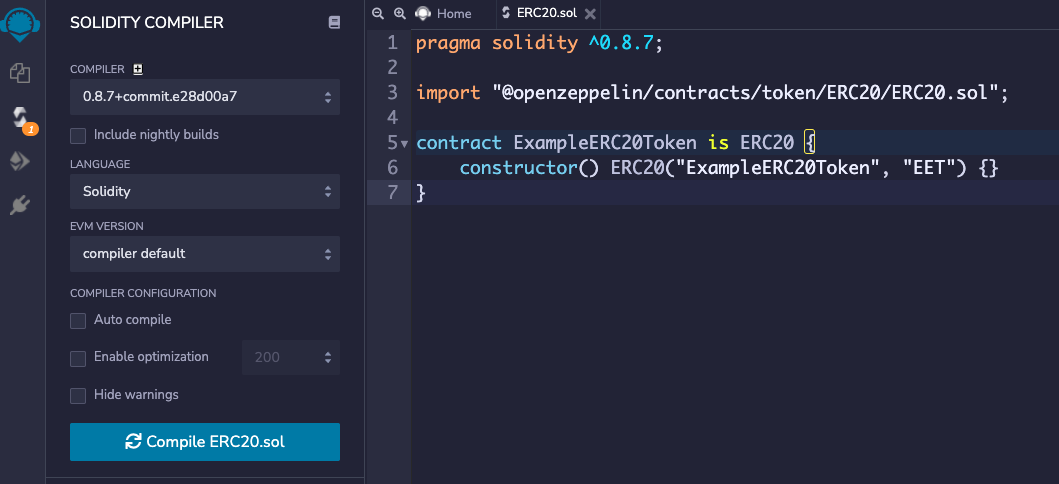 SOLIDITY COMPILER
COMPILER
0.8.7+commit.e28d00a7
Include nightly builds
LANGUAGE
Solidity
EVM VERSION
compiler default
COMPILER CONFIGURATION
Auto compile
Enable optimization 200
Hide warnings
Compile ERC20.sol
1
Home ERC20.sol
1 pragma solidity ^0.8.7;
2
3 import "@openzeppelin/contracts/token/ERC20/ERC20.sol";
4
5 contract ExampleERC20Token is ERC20 {
6 constructor() ERC20("ExampleERC20Token", "EET") {}
7 }